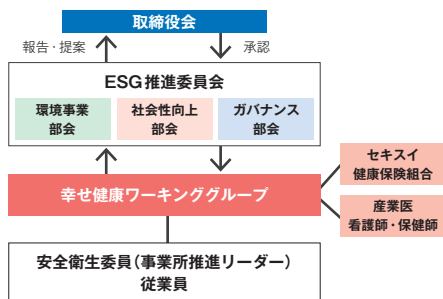 取締役会
報告・提案
承認
ESG推進委員会
環境事業
部会
社会性向上
部会
ガバナンス
部会
幸せ健康ワーキンググループ
セキスイ
健康保険組合
産業医
看護師・保健師
安全衛生委員(事業所推進リーダー)
従業員